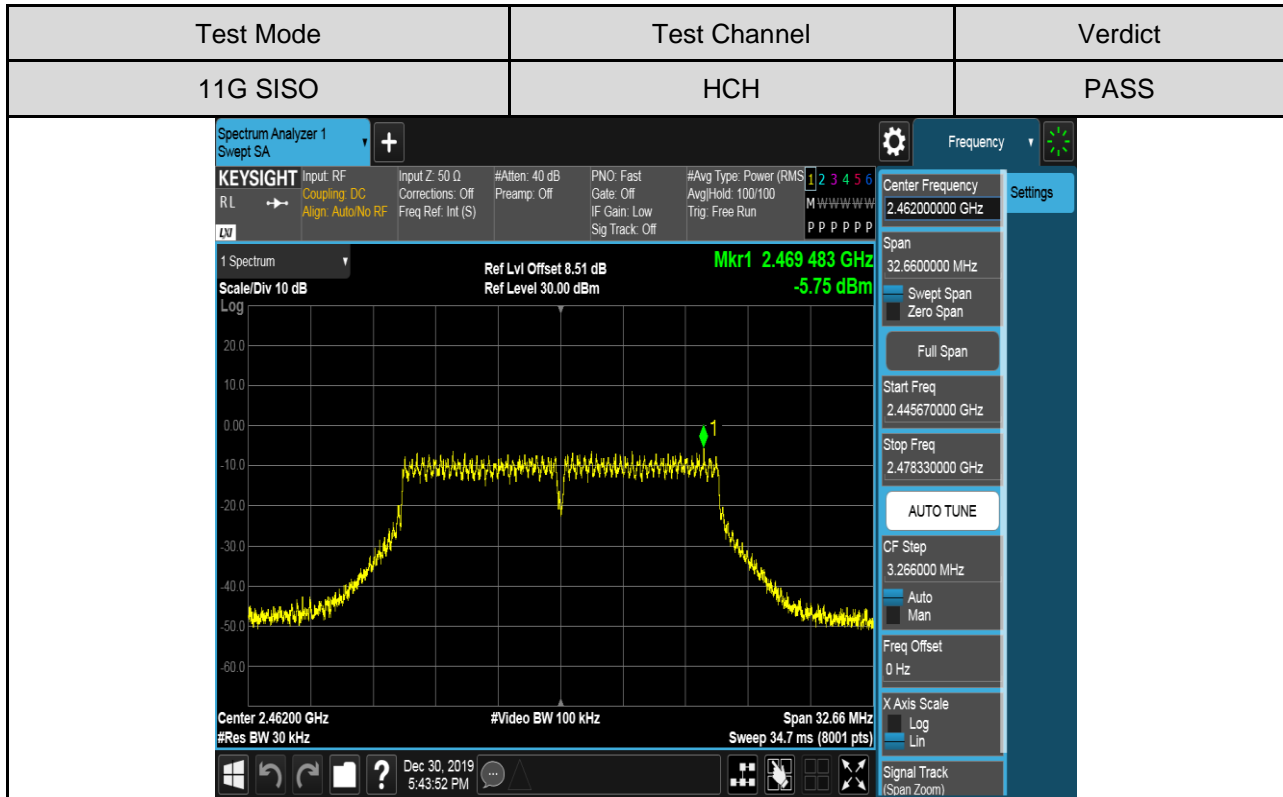 Test Mode Test Channel Verdict
11G SISO HCH PASS
Spectrum Analyzer 1
Swept SA
+
Frequency
KEYSIGHT Input: RF Input Z: 50 Ω #Atten: 40 dB PNO: Fast #Avg Type: Power (RMS 1 2 3 4 5 6
RL Coupling: DC Corrections: Off Preamp: Off Gate: Off Avg|Hold: 100/100 M W W W W W
Align: Auto/No RF Freq Ref: Int (S) IF Gain: Low Trig: Free Run
LXI Sig Track: Off P P P P P P
1 Spectrum
Scale/Div 10 dB
Ref Lvl Offset 8.51 dB
Ref Level 30.00 dBm
Mkr1 2.469 483 GHz
-5.75 dBm
Log
20.0
10.0
0.00
-10.0
-20.0
-30.0
-40.0
-50.0
-60.0
1
Center 2.46200 GHz #Video BW 100 kHz Span 32.66 MHz
#Res BW 30 kHz Sweep 34.7 ms (8001 pts)
Dec 30, 2019
5:43:52 PM
?
Center Frequency
2.462000000 GHz
Settings
Span
32.6600000 MHz
Swept Span
Zero Span
Full Span
Start Freq
2.445670000 GHz
Stop Freq
2.478330000 GHz
AUTO TUNE
CF Step
3.266000 MHz
Auto
Man
Freq Offset
0 Hz
X Axis Scale
Log
Lin
Signal Track
(Span Zoom)